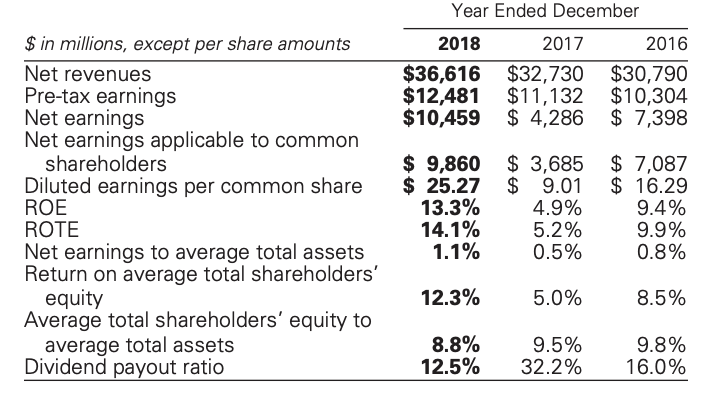 Year Ended December
$ in millions, except per share amounts 2018 2017 2016
Net revenues $36,616 $32,730 $30,790
Pre-tax earnings $12,481 $11,132 $10,304
Net earnings $10,459 $ 4,286 $ 7,398
Net earnings applicable to common
shareholders $ 9,860 $ 3,685 $ 7,087
Diluted earnings per common share $ 25.27 $ 9.01 $ 16.29
ROE 13.3% 4.9% 9.4%
ROTE 14.1% 5.2% 9.9%
Net earnings to average total assets 1.1% 0.5% 0.8%
Return on average total shareholders'
equity 12.3% 5.0% 8.5%
Average total shareholders' equity to
average total assets 8.8% 9.5% 9.8%
Dividend payout ratio 12.5% 32.2% 16.0%